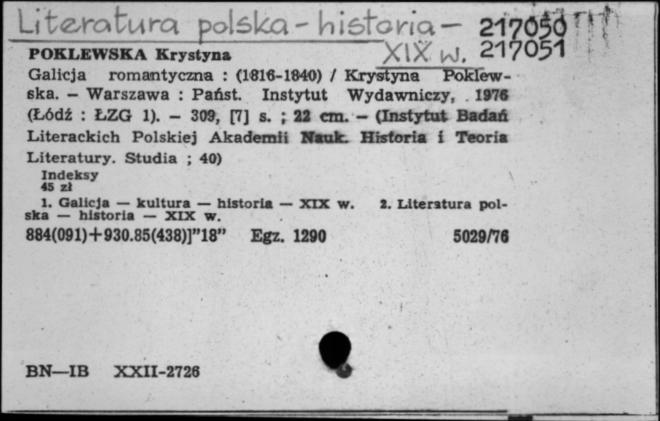 Literatura polska - historia - 217050
XIX w. 217051
POKLEWSKA Krystyna
Galicja romantyczna : (1816-1840) / Krystyna Poklew-
ska. — Warszawa : Państ. Instytut Wydawniczy, 1976
(Łódź : ŁZG 1). — 309, [7] s. ; 22 cm. — (Instytut Badań
Literackich Polskiej Akademii Nauk. Historia i Teoria
Literatury. Studia ; 40)
Indeksy
45 zł
1. Galicja — kultura — historia — XIX w. 2. Literatura pol-
ska — historia — XIX w.
884(091)+930.85(438)]"18" Egz. 1290 5029/76
BN—IB XXII-2726